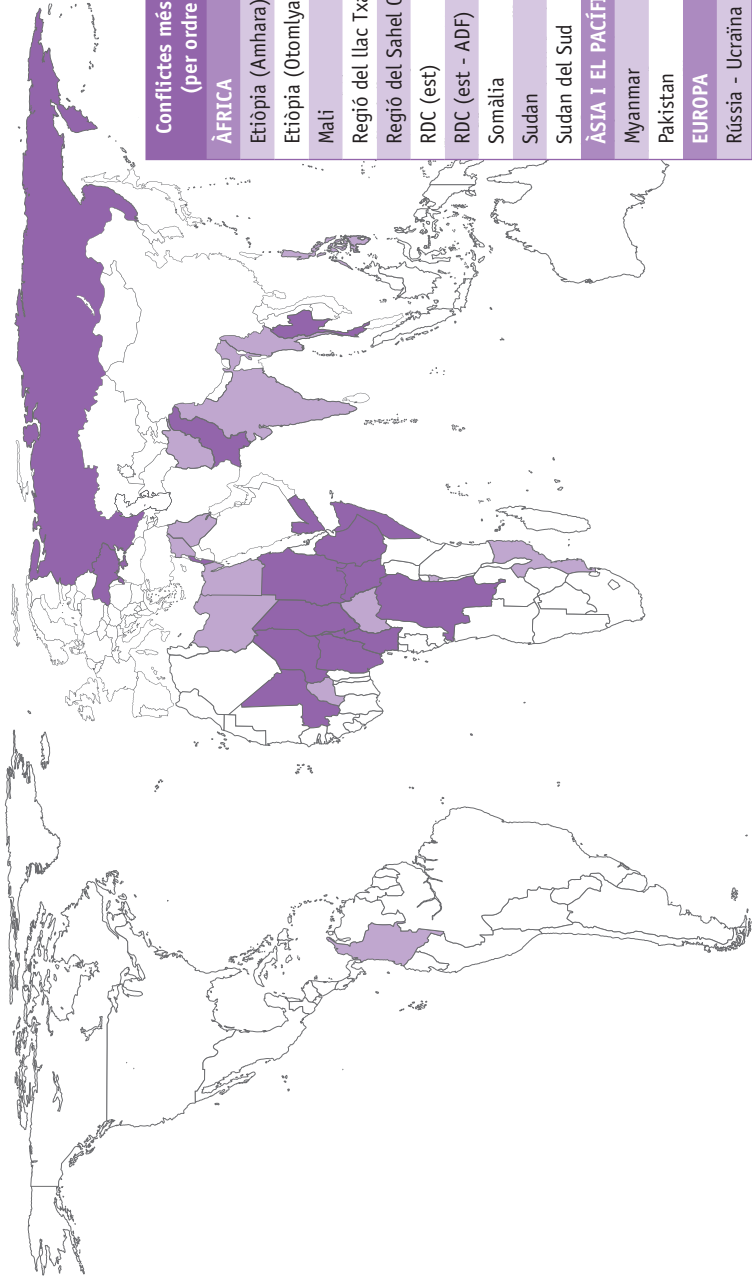 Conflictes més
(per ordre
ÀFRICA
Etiòpia (Amhara)
Etiòpia (Otomlya
Mali
Regió del llac Txa
Regió del Sahel
RDC (est)
RDC (est - ADF)
Somàlia
Sudan
Sudan del Sud
ÀSIA I EL PACÍF
Myanmar
Pakistan
EUROPA
Rússia - Ucraïna